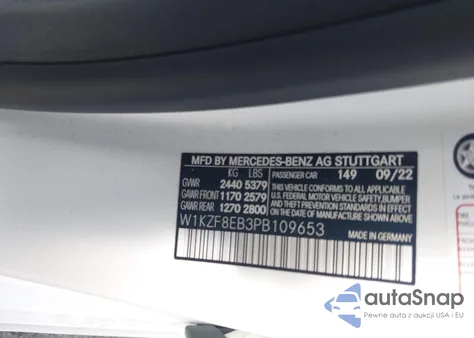 MFD BY MERCEDES-BENZ AG STUTTGART
KG LBS PASSENGER CAR 149 09/22
GVWR 2440 5379 THIS VEHICLE CONFORMS TO ALL APPLICABLE
GAWR FRONT 1170 2579 U.S. FEDERAL MOTOR VEHICLE SAFETY, BUMPER,
GAWR REAR 1270 2800 AND THEFT PREVENTION STANDARDS IN EFFECT ON THE DATE OF MANUFACTURE SHOWN ABOVE.
W1KZF8EB3PB109653
MADE IN GERMANY
autoSnap
Pewne auta z aukcji USA i EU